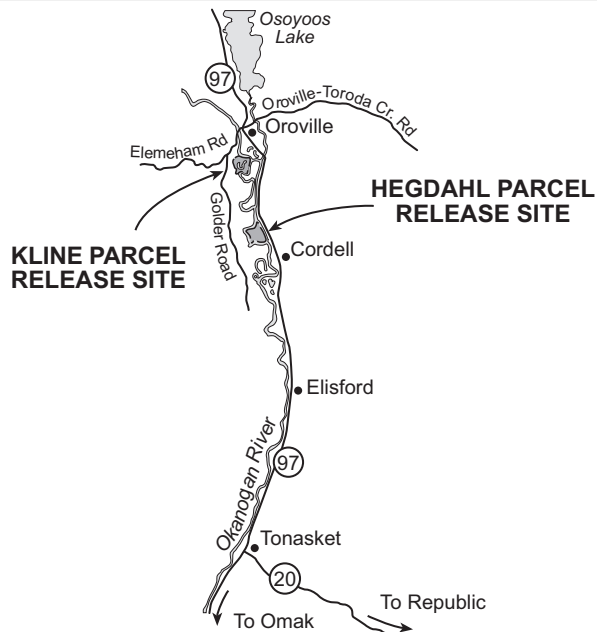 Osoyoos
Lake
97
Oroville-Toroda Cr. Rd
Oroville
Elemeham Rd
HEGDAHL PARCEL
RELEASE SITE
Golder Road
KLINE PARCEL
RELEASE SITE
Cordell
Elisford
Okanogan River
97
Tonasket
20
To Republic
To Omak